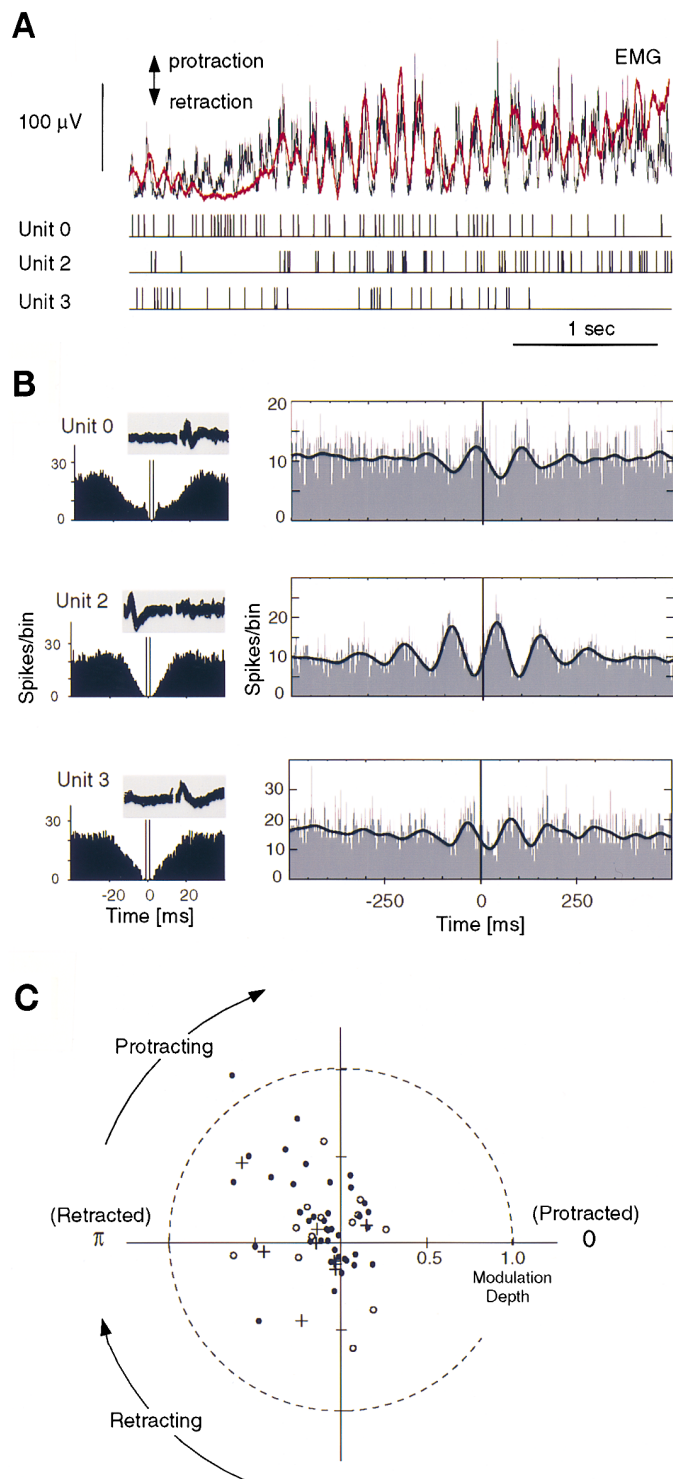 A
protraction
retraction
EMG
100 μV
Unit 0
Unit 2
Unit 3
1 sec
B
Unit 0
30
0
20
10
0
Unit 2
30
0
Spikes/bin
Spikes/bin
20
10
0
Unit 3
30
0
30
20
10
0
-20 0 20
Time [ms]
-250 0 250
Time [ms]
C
Protracting
(Retracted)
π
(Protracted)
0
0.5 1.0
Modulation
Depth
Retracting